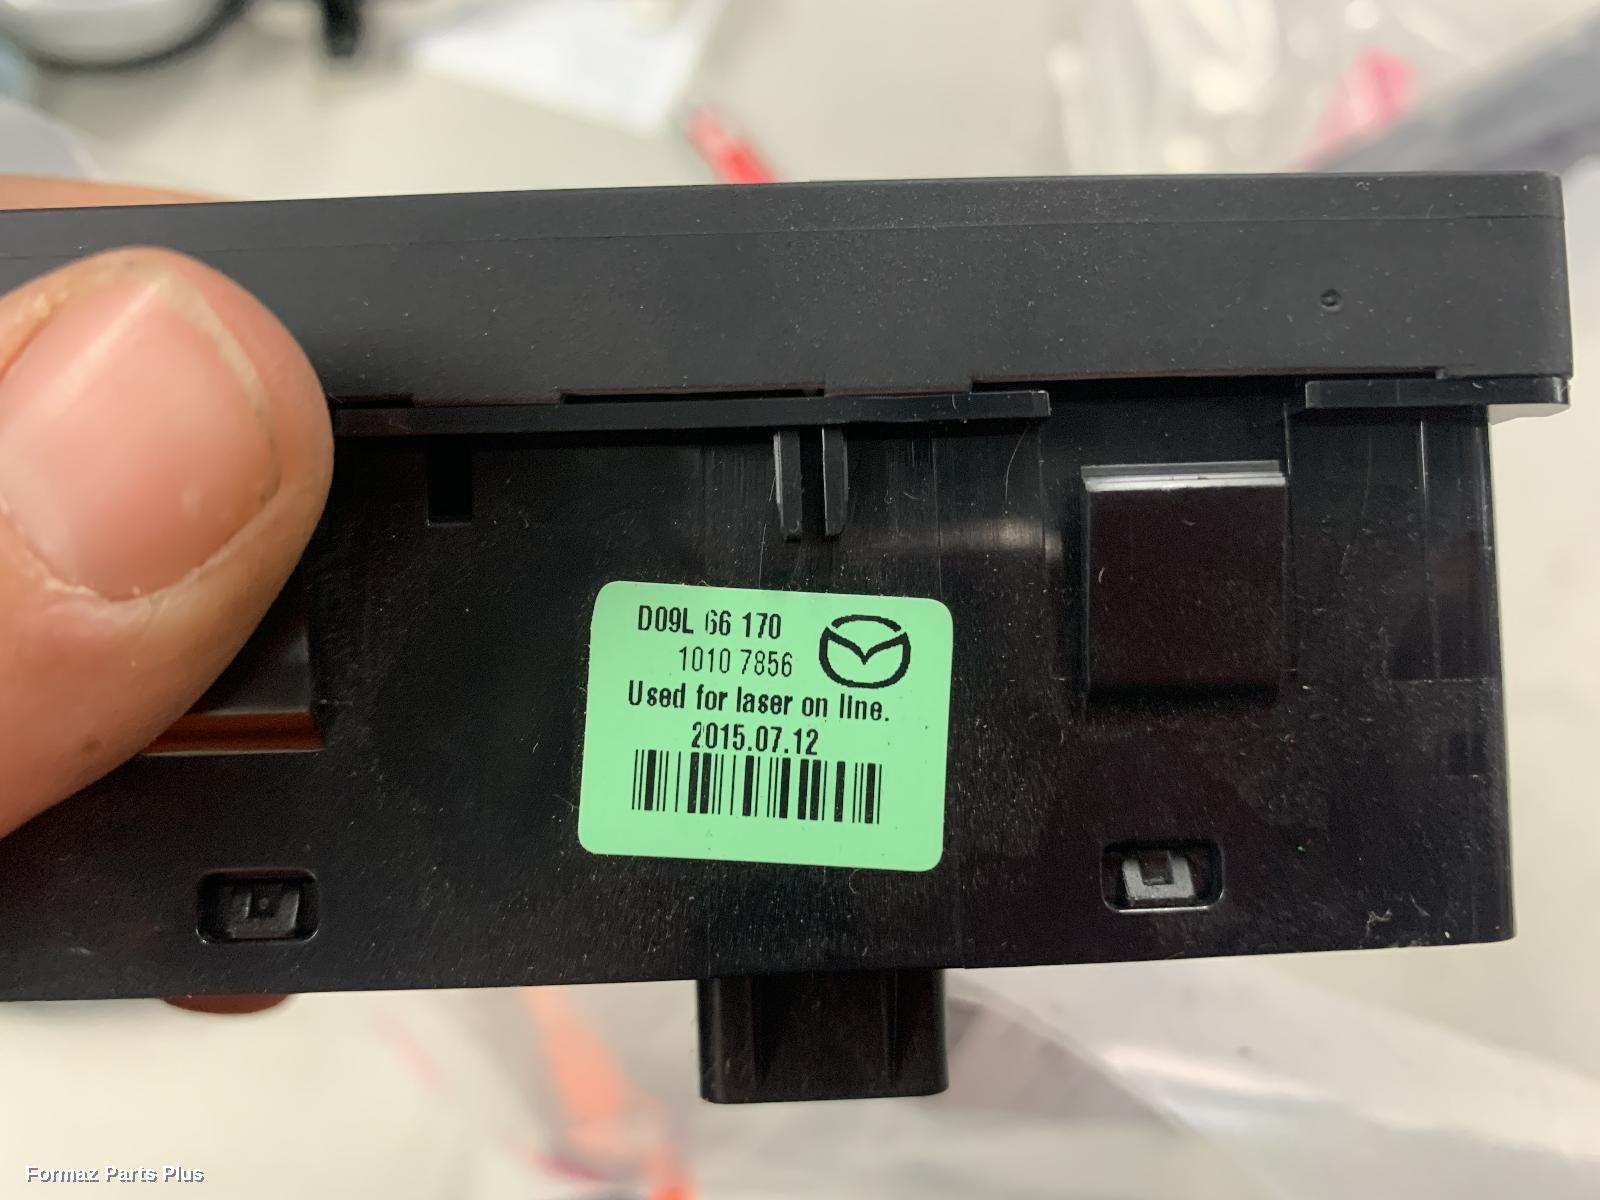 D09L 66 170
1010 7856
Used for laser on line.
2015.07.12
Formaz Parts Plus